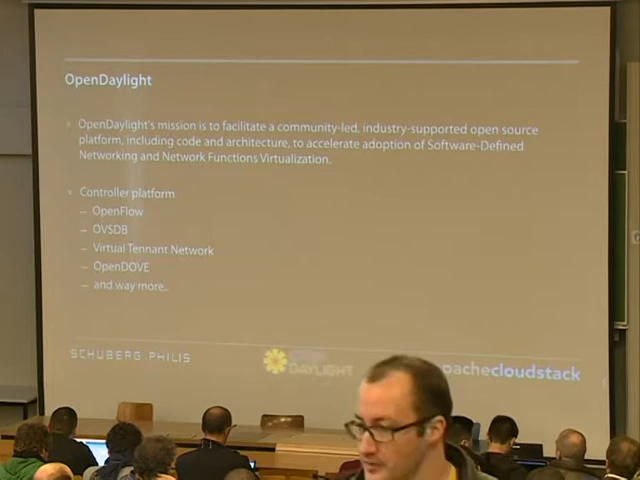 OpenDaylight
OpenDaylight's mission is to facilitate a community-led, industry-supported open source
platform, including code and architecture, to accelerate adoption of Software-Defined
Networking and Network Functions Virtualization.
Controller platform
– OpenFlow
– OVSDB
– Virtual Tennant Network
– OpenDOVE
– and way more..
SCHUBERG PHILIS
OPEN
DAYLIGHT
pachecloudstack